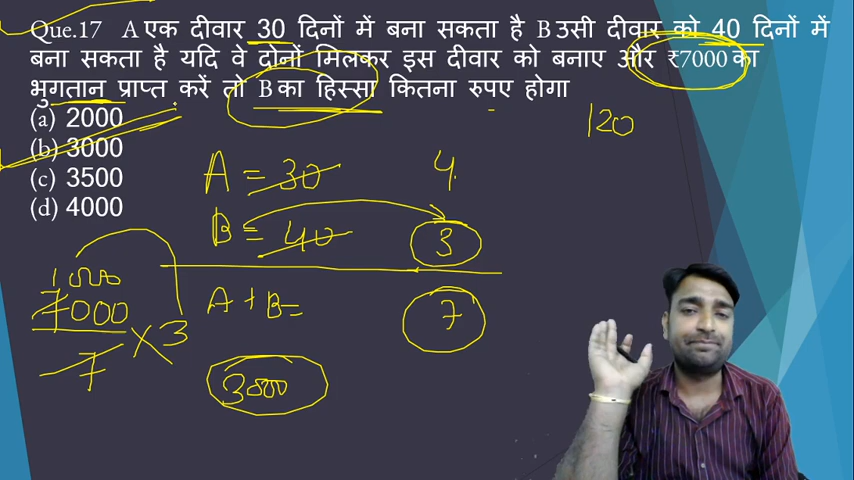 Que.17 A एक दीवार 30 दिनों में बना सकता है B उसी दीवार को 40 दिनों में
बना सकता है यदि वे दोनों मिलकर इस दीवार को बनाए और ₹7000 का
भुगतान प्राप्त करें तो B का हिस्सा कितना रुपए होगा
(a) 2000
(b) 3000
(c) 3500
(d) 4000
120
A = 30 4
B = 40 3
A + B = 7
1000
7000
7
× 3
3000